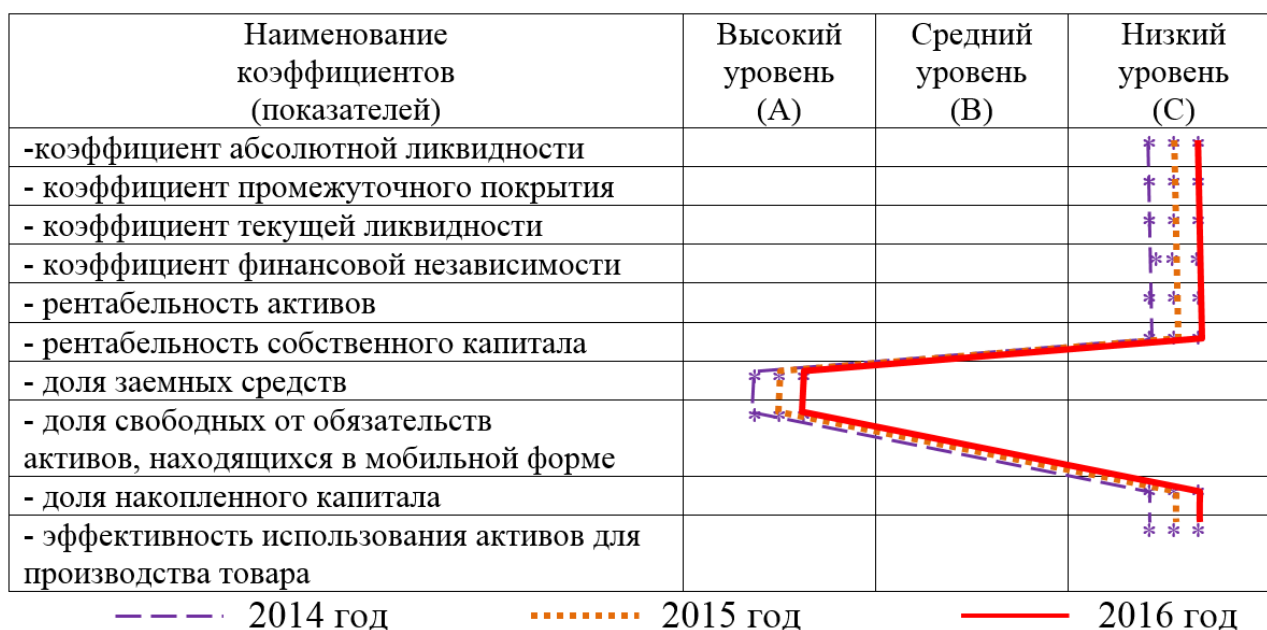 Наименование
коэффициентов
(показателей)
Высокий
уровень
(А)
Средний
уровень
(В)
Низкий
уровень
(С)
-коэффициент абсолютной ликвидности
* * *
- коэффициент промежуточного покрытия
* * *
- коэффициент текущей ликвидности
* * *
- коэффициент финансовой независимости
** *
- рентабельность активов
* * *
- рентабельность собственного капитала
* * *
- доля заемных средств
* * *
- доля свободных от обязательств
активов, находящихся в мобильной форме
* * *
- доля накопленного капитала
* * *
- эффективность использования активов для
производства товара
* * *
2014 год
2015 год
2016 год